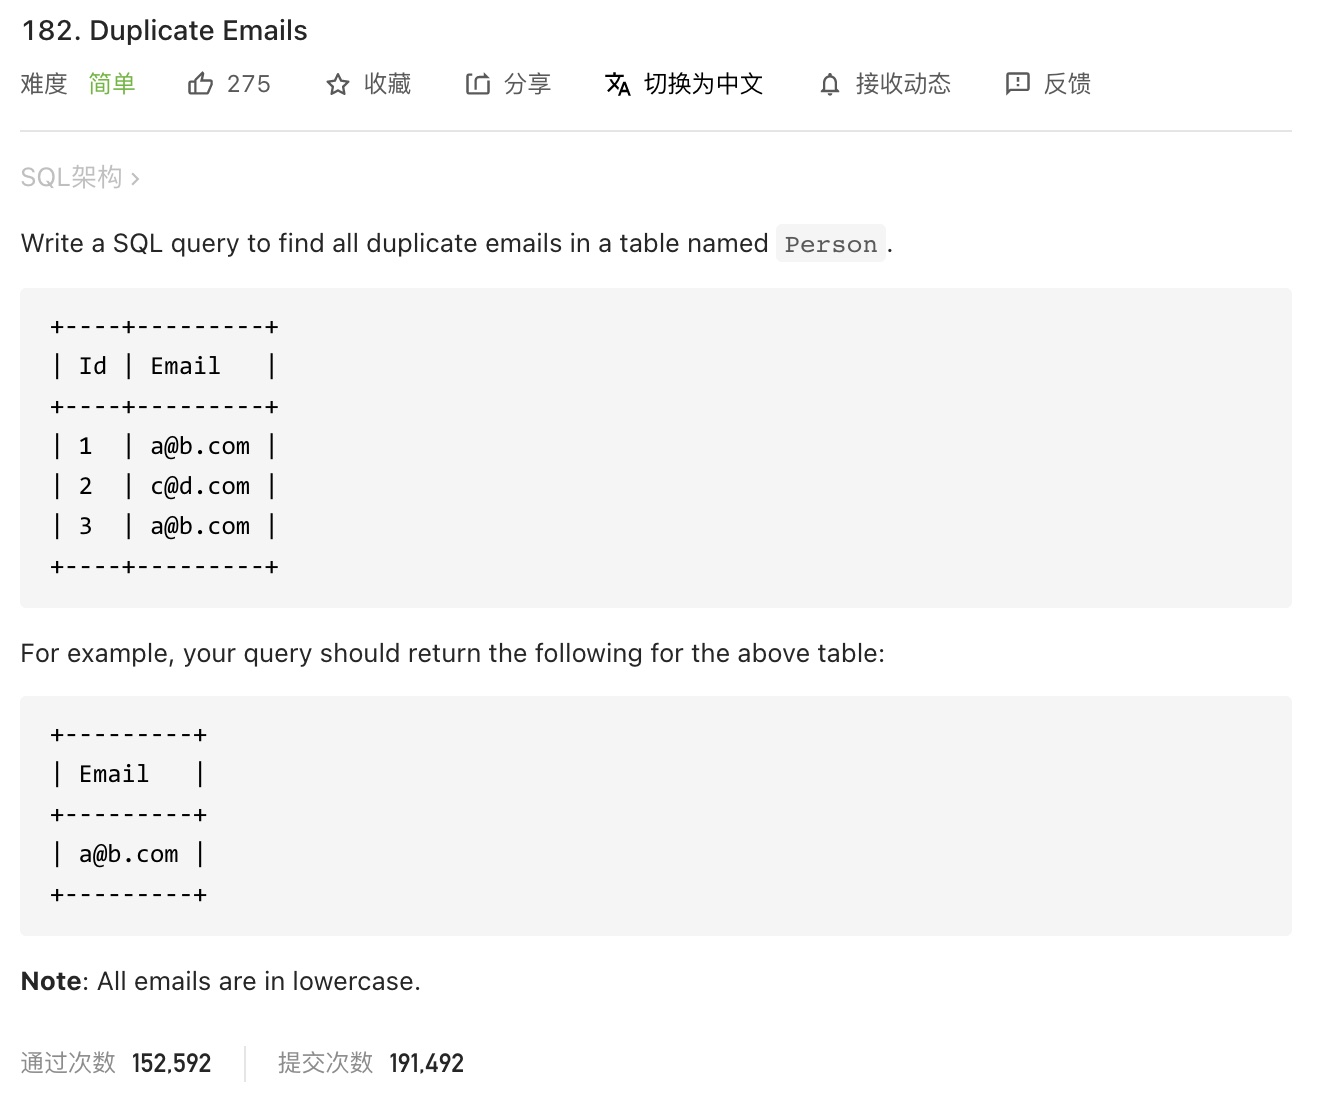 182. Duplicate Emails
难度 简单 275 收藏 分享 切换为中文 接收动态 反馈
SQL架构 ›
Write a SQL query to find all duplicate emails in a table named Person.
+----+---------+
| Id | Email   |
+----+---------+
| 1  | a@b.com |
| 2  | c@d.com |
| 3  | a@b.com |
+----+---------+
For example, your query should return the following for the above table:
+---------+
| Email   |
+---------+
| a@b.com |
+---------+
Note: All emails are in lowercase.
通过次数 152,592 提交次数 191,492